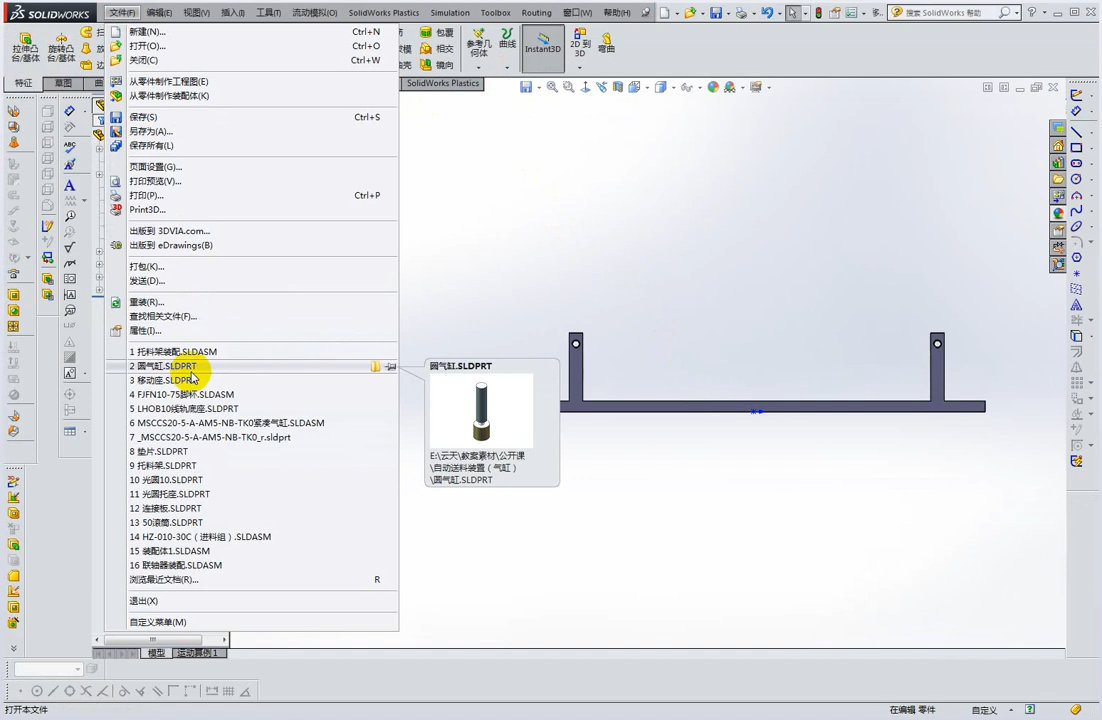 SOLIDWORKS 文件(F) 编辑(E) 视图(V) 插入(I) 工具(T) 流动模拟(O) SolidWorks Plastics Simulation Toolbox Routing 窗口(W) 帮助(H) 搜索 SolidWorks 帮助
拉伸凸台/基体
旋转凸台/基体
包覆
相交
镜向
参考几何体
曲线
Instant3D
2D 到 3D
弯曲
特征 草图 SolidWorks Plastics
新建(N)... Ctrl+N
打开(O)... Ctrl+O
关闭(C) Ctrl+W
从零件制作工程图(E)
从零件制作装配体(K)
保存(S) Ctrl+S
另存为(A)...
保存所有(L)
页面设置(G)...
打印预览(V)...
打印(P)... Ctrl+P
Print3D...
出版到 3DVIA.com...
出版到 eDrawings(B)
打包(K)...
发送(D)...
重装(R)...
查找相关文件(F)...
属性(I)...
1 托料架装配.SLDASM
2 圆气缸.SLDPRT
3 移动座.SLDPRT
4 FJFN10-75脚杯.SLDASM
5 LHOB10线轨底座.SLDPRT
6 MSCCS20-5-A-AM5-NB-TK0紧凑气缸.SLDASM
7 _MSCCS20-5-A-AM5-NB-TK0_r.sldprt
8 垫片.SLDPRT
9 托料架.SLDPRT
10 光圆10.SLDPRT
11 光圆托座.SLDPRT
12 连接板.SLDPRT
13 50滚筒.SLDPRT
14 HZ-010-30C（进料组）.SLDASM
15 装配体1.SLDASM
16 联轴器装配.SLDASM
浏览最近文档(R)... R
退出(X)
自定义菜单(M)
圆气缸.SLDPRT
E:\云天\教案素材\公开课
\自动送料装置（气缸）
\圆气缸.SLDPRT
模型 运动算例1
打开本文件 在编辑 零件 自定义